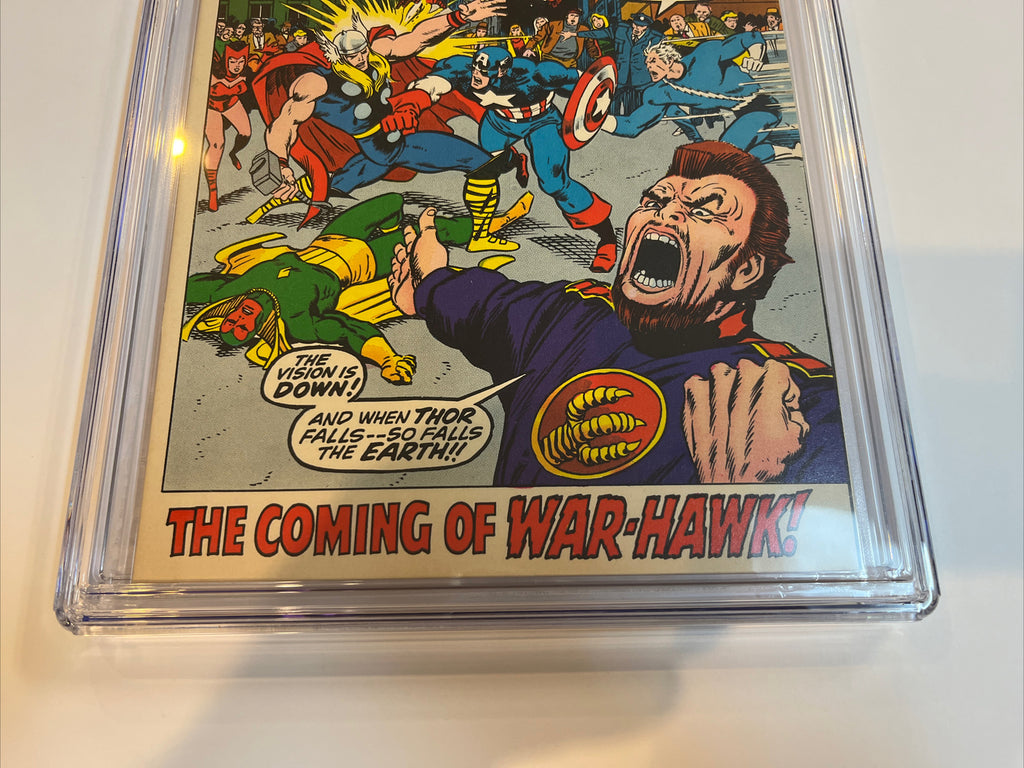 THE
VISION IS
DOWN!
AND WHEN THOR
FALLS--SO FALLS
THE EARTH!!
THE COMING OF WAR-HAWK!